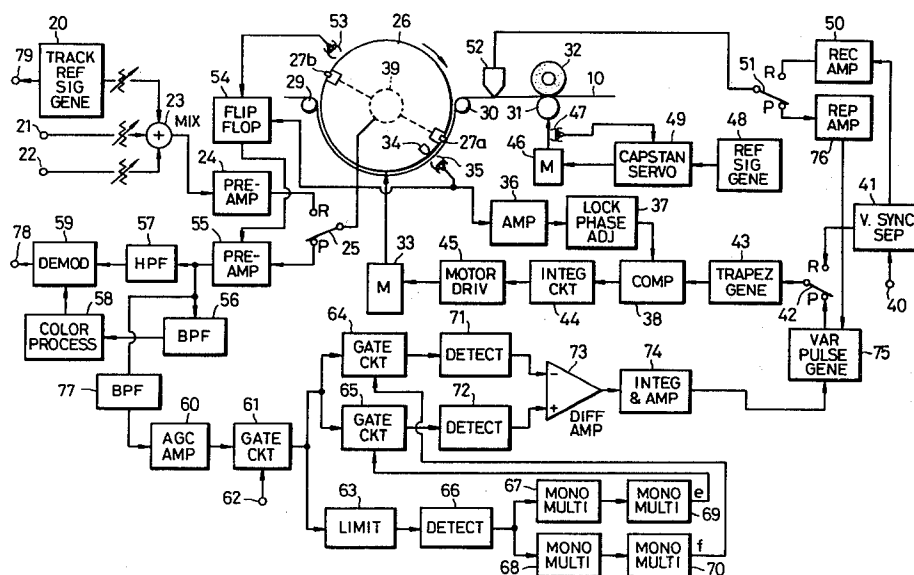 79
20
TRACK
REF
SIG
GENE
21
22
23
MIX
24
PRE-
AMP
R
P
25
54
FLIP
FLOP
53
27b
26
39
29
34
27a
35
30
52
32
31
10
47
46
M
49
CAPSTAN
SERVO
48
REF
SIG
GENE
50
REC
AMP
51
R
P
REP
AMP
76
41
V. SYNC
SEP
40
36
AMP
37
LOCK
PHASE
ADJ
78
59
DEMOD
57
HPF
55
PRE-
AMP
58
COLOR
PROCESS
56
BPF
33
M
45
MOTOR
DRIV
44
INTEG
CKT
38
COMP
43
TRAPEZ
GENE
R
P
42
VAR
PULSE
GENE
75
77
BPF
60
AGC
AMP
61
GATE
CKT
62
64
GATE
CKT
65
GATE
CKT
71
DETECT
72
DETECT
73
−
+
DIFF
AMP
74
INTEG
& AMP
63
LIMIT
66
DETECT
67
MONO
MULTI
MONO
MULTI
e
69
68
MONO
MULTI
MONO
MULTI
f
70